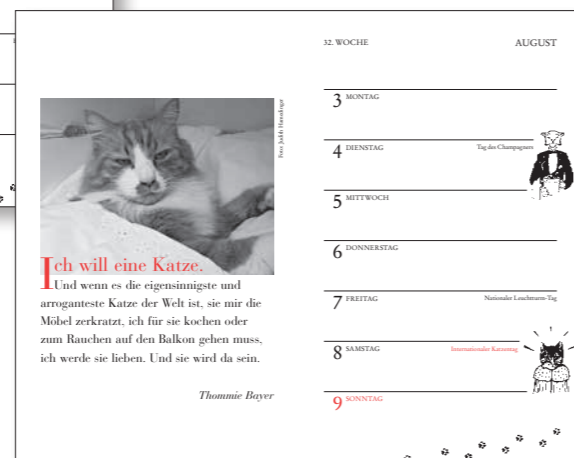 Ich will eine Katze.
Und wenn es die eigensinnigste und
arroganteste Katze der Welt ist, sie mir die
Möbel zerkratzt, ich für sie kochen oder
zum Rauchen auf den Balkon gehen muss,
ich werde sie lieben. Und sie wird da sein.
Thommie Bayer
32. WOCHE
AUGUST
3 MONTAG
4 DIENSTAG
Tag des Champagners
5 MITTWOCH
6 DONNERSTAG
7 FREITAG
Nationaler Leuchtturm-Tag
8 SAMSTAG
Internationaler Katzentag
9 SONNTAG